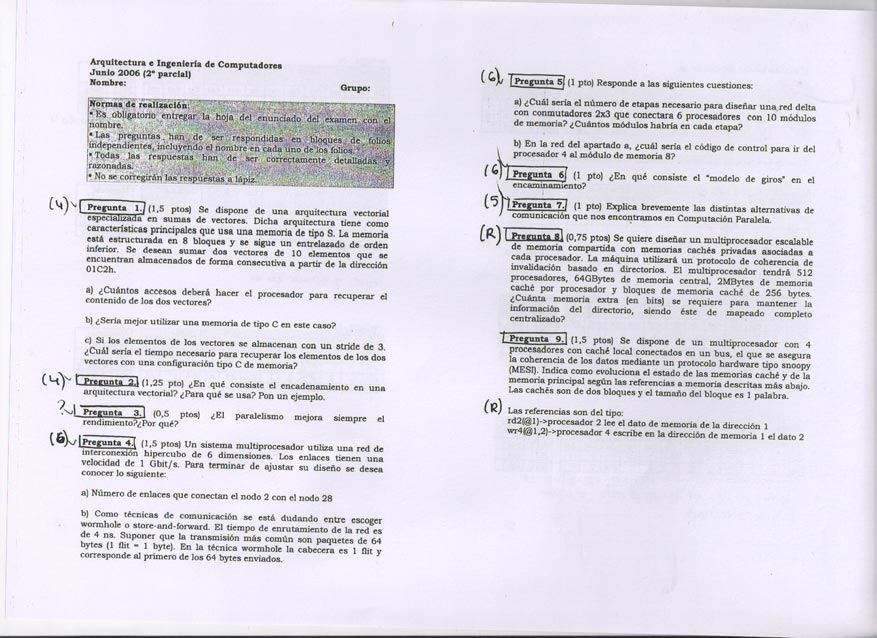 Arquitectura e Ingeniería de Computadores
Junio 2006 (2º parcial)
Nombre:
Grupo:
Normas de realización:
• Es obligatorio entregar la hoja del enunciado del examen con el
nombre.
• Las preguntas han de ser respondidas en bloques de folios
independientes, incluyendo el nombre en cada uno de los folios.
• Todas las respuestas han de ser correctamente detalladas y
razonadas.
• No se corregirán las respuestas a lápiz.
(4) Pregunta 1. (1,5 ptos) Se dispone de una arquitectura vectorial
especializada en sumas de vectores. Dicha arquitectura tiene como
características principales que usa una memoria de tipo S. La memoria
está estructurada en 8 bloques y se sigue un entrelazado de orden
inferior. Se desean sumar dos vectores de 10 elementos que se
encuentran almacenados de forma consecutiva a partir de la dirección
01C2h.
a) ¿Cuántos accesos deberá hacer el procesador para recuperar el
contenido de los dos vectores?
b) ¿Sería mejor utilizar una memoria de tipo C en este caso?
c) Si los elementos de los vectores se almacenan con un stride de 3.
¿Cuál sería el tiempo necesario para recuperar los elementos de los dos
vectores con una configuración tipo C de memoria?
(4) Pregunta 2. (1,25 pto) ¿En qué consiste el encadenamiento en una
arquitectura vectorial? ¿Para qué se usa? Pon un ejemplo.
? Pregunta 3. (0,5 ptos) ¿El paralelismo mejora siempre el
rendimiento?¿Por qué?
(6) Pregunta 4. (1,5 ptos) Un sistema multiprocesador utiliza una red de
interconexión hipercubo de 6 dimensiones. Los enlaces tienen una
velocidad de 1 Gbit/s. Para terminar de ajustar su diseño se desea
conocer lo siguiente:
a) Número de enlaces que conectan el nodo 2 con el nodo 28
b) Como técnicas de comunicación se está dudando entre escoger
wormhole o store-and-forward. El tiempo de enrutamiento de la red es
de 4 ns. Suponer que la transmisión más común son paquetes de 64
bytes (1 flit = 1 byte). En la técnica wormhole la cabecera es 1 flit y
corresponde al primero de los 64 bytes enviados.
(6) Pregunta 5. (1 pto) Responde a las siguientes cuestiones:
a) ¿Cuál sería el número de etapas necesario para diseñar una red delta
con conmutadores 2x3 que conectara 6 procesadores con 10 módulos
de memoria? ¿Cuántos módulos habría en cada etapa?
b) En la red del apartado a, ¿cuál sería el código de control para ir del
procesador 4 al módulo de memoria 8?
(6) Pregunta 6. (1 pto) ¿En qué consiste el "modelo de giros" en el
encaminamiento?
(5) Pregunta 7. (1 pto) Explica brevemente las distintas alternativas de
comunicación que nos encontramos en Computación Paralela.
(R) Pregunta 8. (0,75 ptos) Se quiere diseñar un multiprocesador escalable
de memoria compartida con memorias cachés privadas asociadas a
cada procesador. La máquina utilizará un protocolo de coherencia de
invalidación basado en directorios. El multiprocesador tendrá 512
procesadores, 64GBytes de memoria central, 2MBytes de memoria
caché por procesador y bloques de memoria caché de 256 bytes.
¿Cuánta memoria extra (en bits) se requiere para mantener la
información del directorio, siendo éste de mapeado completo
centralizado?
Pregunta 9. (1,5 ptos) Se dispone de un multiprocesador con 4
procesadores con caché local conectados en un bus, el que se asegura
la coherencia de los datos mediante un protocolo hardware tipo snoopy
(MESI). Indica como evoluciona el estado de las memorias caché y de la
memoria principal según las referencias a memoria descritas más abajo.
Las cachés son de dos bloques y el tamaño del bloque es 1 palabra.
(R) Las referencias son del tipo:
rd2(@1)->procesador 2 lee el dato de memoria de la dirección 1
wr4(@1,2)->procesador 4 escribe en la dirección de memoria 1 el dato 2